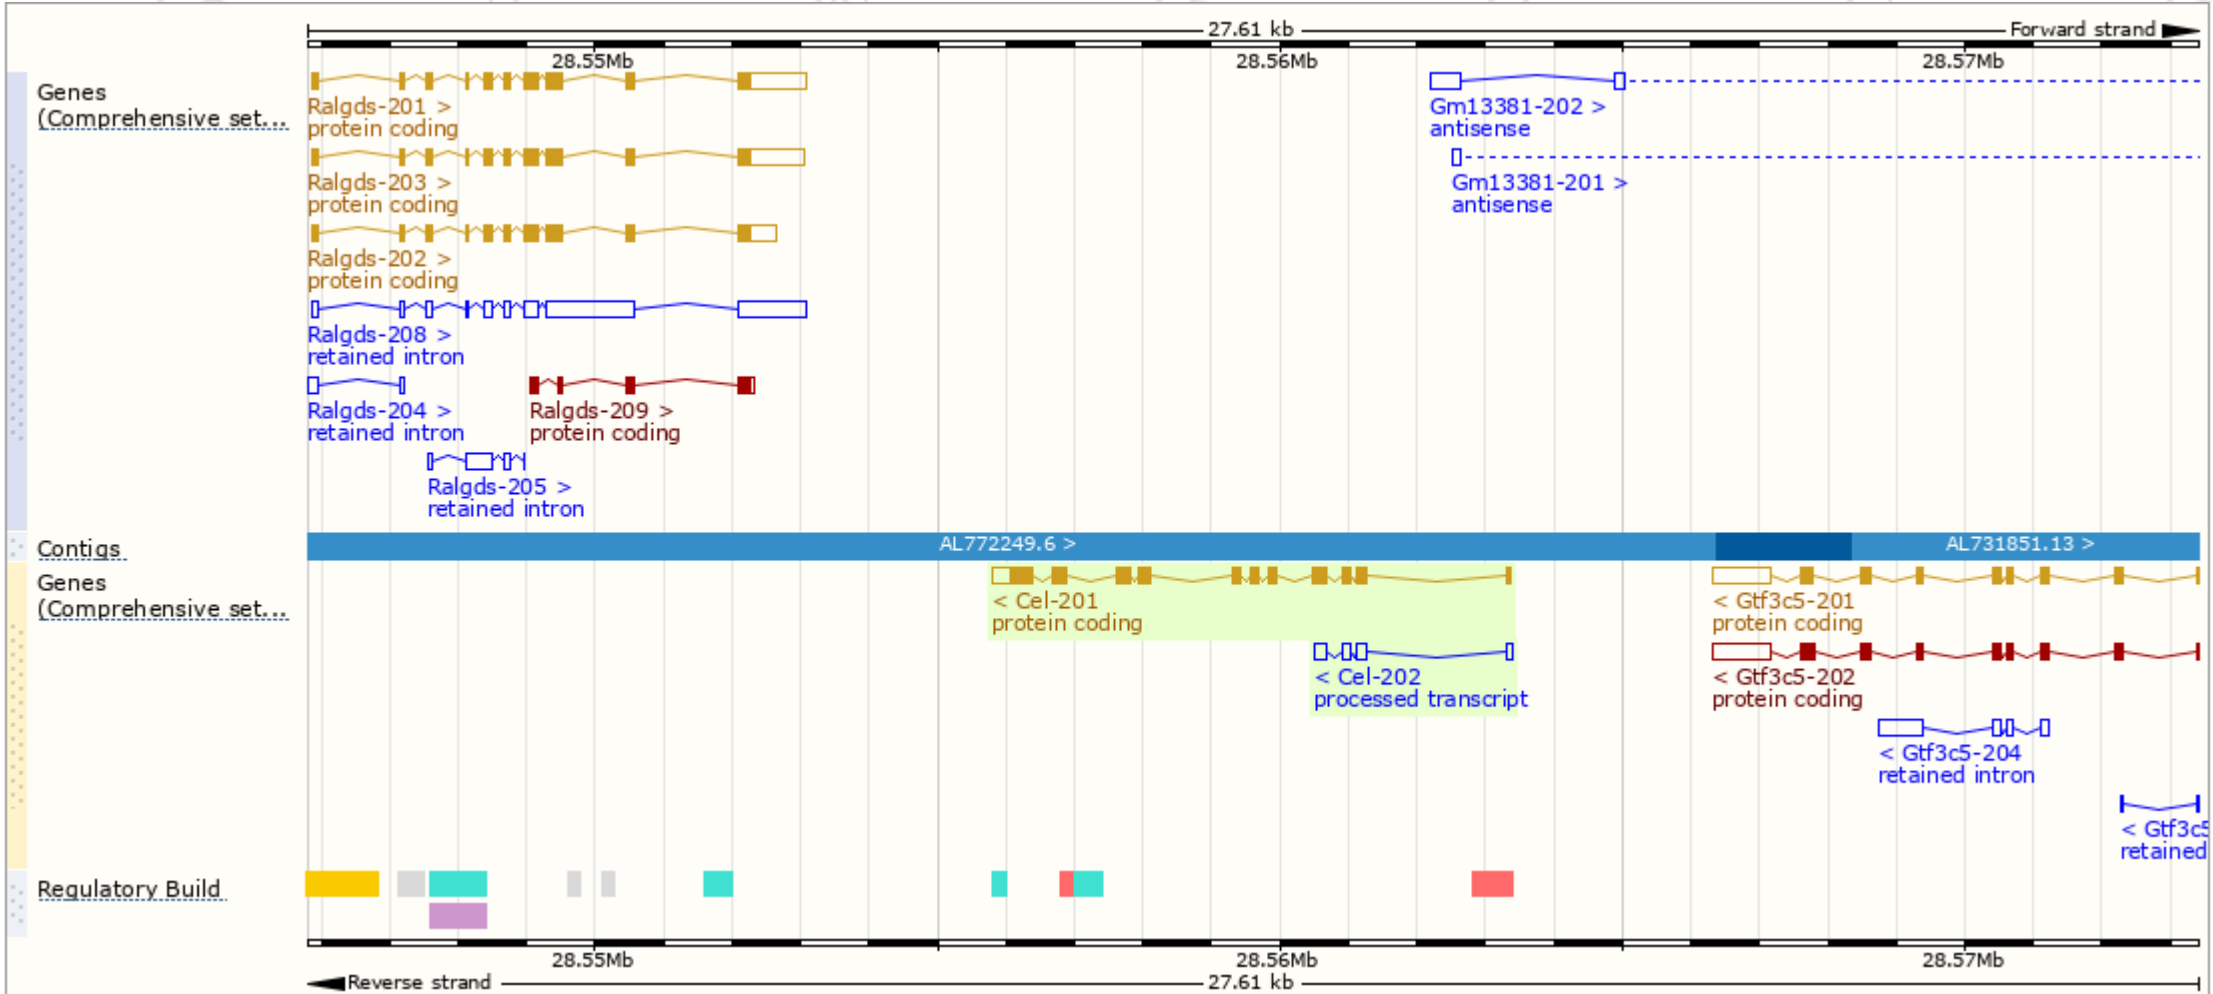 27.61 kb
Forward strand
28.55Mb
28.56Mb
28.57Mb
Genes
(Comprehensive set...
Ralgds-201 >
protein coding
Gm13381-202 >
antisense
Ralgds-203 >
protein coding
Gm13381-201 >
antisense
Ralgds-202 >
protein coding
Ralgds-208 >
retained intron
Ralgds-204 >
retained intron
Ralgds-209 >
protein coding
Ralgds-205 >
retained intron
Contigs
AL772249.6 >
AL731851.13 >
Genes
(Comprehensive set...
< Cel-201
protein coding
< Gtf3c5-201
protein coding
< Cel-202
processed transcript
< Gtf3c5-202
protein coding
< Gtf3c5-204
retained intron
< Gtf3c5
retained
Regulatory Build
28.55Mb
28.56Mb
28.57Mb
Reverse strand
27.61 kb